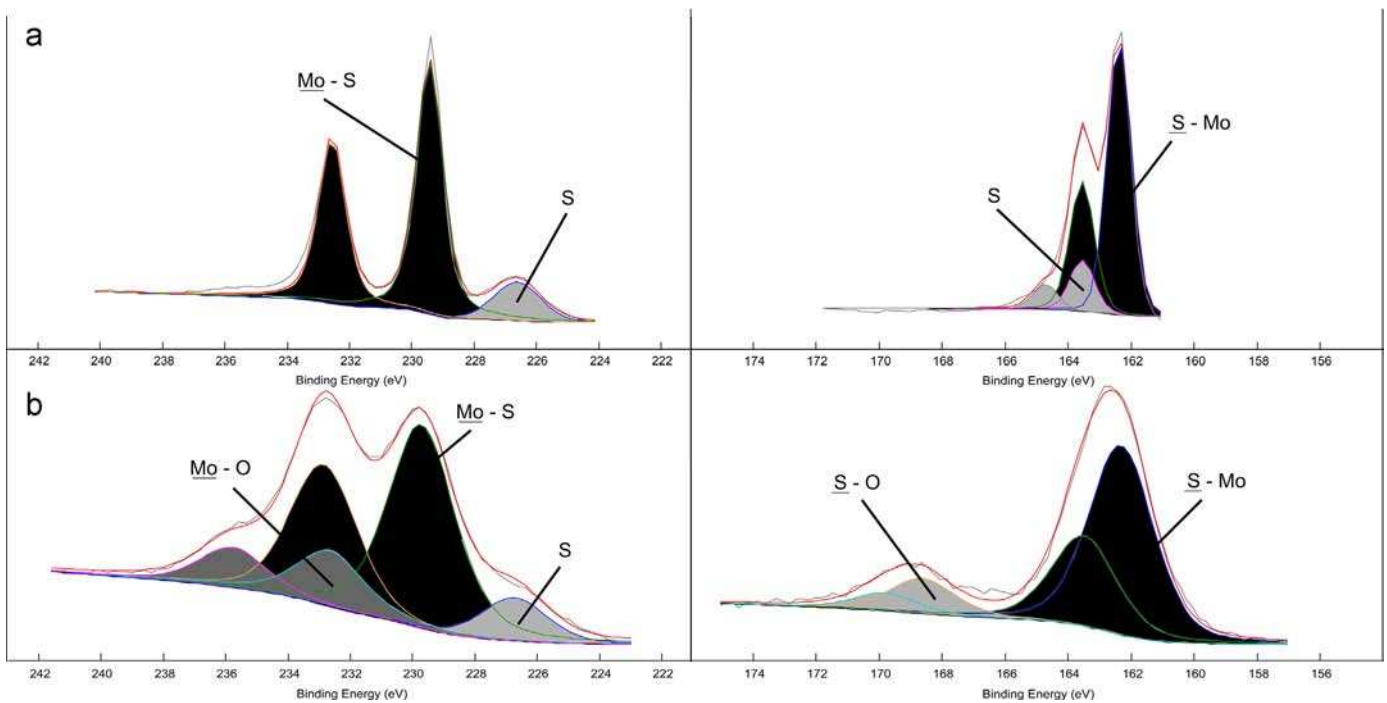 a
Mo - S
S
S - Mo
S
242 240 238 236 234 232 230 228 226 224 222
Binding Energy (eV)
174 172 170 168 166 164 162 160 158 156
Binding Energy (eV)
b
Mo - S
Mo - O
S
S - O
S - Mo
242 240 238 236 234 232 230 228 226 224 222
Binding Energy (eV)
174 172 170 168 166 164 162 160 158 156
Binding Energy (eV)